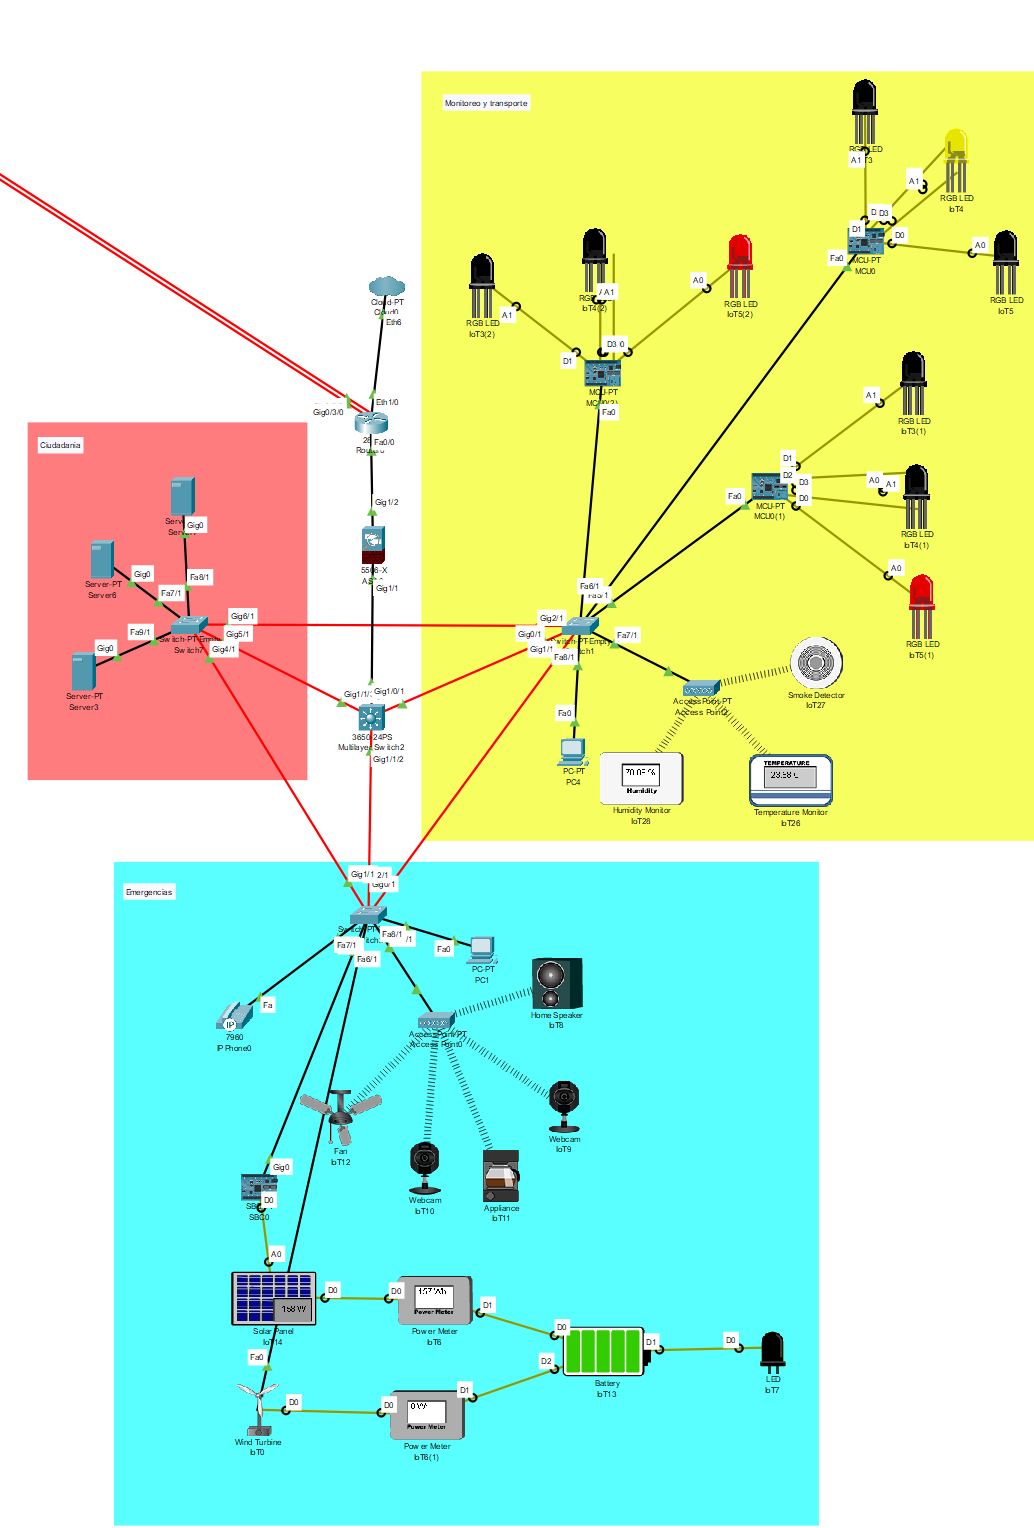 Monitoreo y transporte
RGB LED
A1
RGB LED
IoT4
A1
D3
D1
D0
A0
MCU-PT
MCU0
Fa0
RGB LED
IoT5
RGB LED
IoT3(2)
A1
A1
IoT4(2)
A0
RGB LED
IoT5(2)
D3
D1
MCU-PT
Fa0
Cloud-PT
Cloud0
Eth6
Eth1/0
Gig0/3/0
Fa0/0
Gig1/2
5506-X
Gig1/1
A1
RGB LED
IoT3(1)
D1
D2
D3
D0
Fa0
MCU-PT
MCU0(1)
A0
A1
RGB LED
IoT4(1)
A0
RGB LED
IoT5(1)
Ciudadania
Gig0
Gig0
Server-PT
Server6
Fa7/1
Fa8/1
Fa9/1
Gig0
Server-PT
Server3
Switch-PT-Empty
Switch7
Gig6/1
Gig5/1
Gig4/1
Fa6/1
Gig2/1
Gig0/1
Gig1/1
Fa8/1
Fa7/1
Switch-PT-Empty
Gig1/0/1
3650-24PS
Multilayer Switch2
Gig1/1/2
Access Point-PT
Smoke Detector
IoT27
Fa0
PC-PT
PC4
Humidity
Humidity Monitor
IoT28
TEMPERATURE
Temperature Monitor
IoT26
Emergencias
Gig1/1
2/1
Gig0/1
Fa7/1
Fa8/1
/1
Fa6/1
Fa0
PC-PT
PC1
Fa
IP
7960
IP Phone0
Access Point-PT
Access Point0
Home Speaker
IoT8
Fan
IoT12
Webcam
IoT10
Appliance
IoT11
Webcam
IoT9
Gig0
D0
SBC0
A0
Solar Panel
IoT14
D0
D0
Power Meter
Power Meter
IoT6
D1
D0
D2
D1
D0
Battery
IoT13
LED
IoT7
Fa0
D0
D0
D1
Power Meter
Power Meter
IoT6(1)
Wind Turbine
IoT0